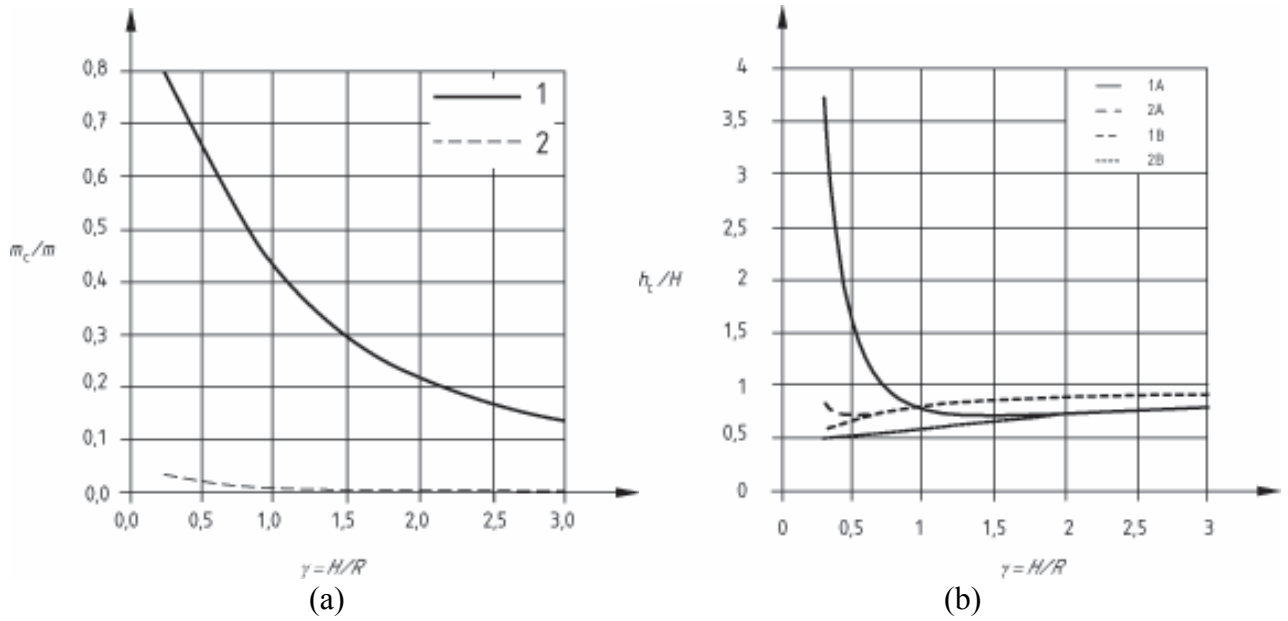 0,8
0,7
0,6
0,5
m_c/m
0,4
0,3
0,2
0,1
0,0
0,0 0,5 1,0 1,5 2,0 2,5 3,0
γ = H/R
1
2
(a)
4
3,5
3
2,5
h_c/H
2
1,5
1
0,5
0
0 0,5 1 1,5 2 2,5 3
γ = H/R
1A
2A
1B
2B
(b)